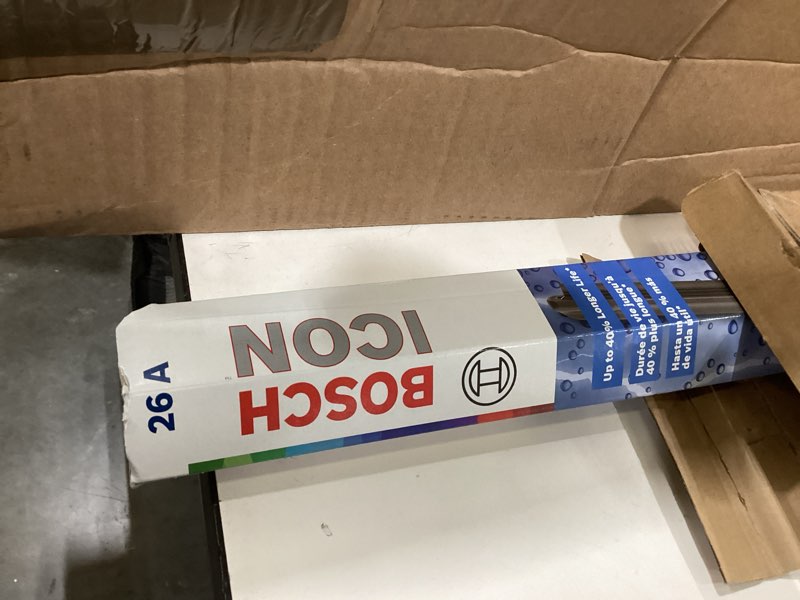 26 A
BOSCH
ICON
Up to 40% Longer Life*
Durée de vie jusqu'à
40 % plus longue*
Hasta un 40 % más
de vida útil*